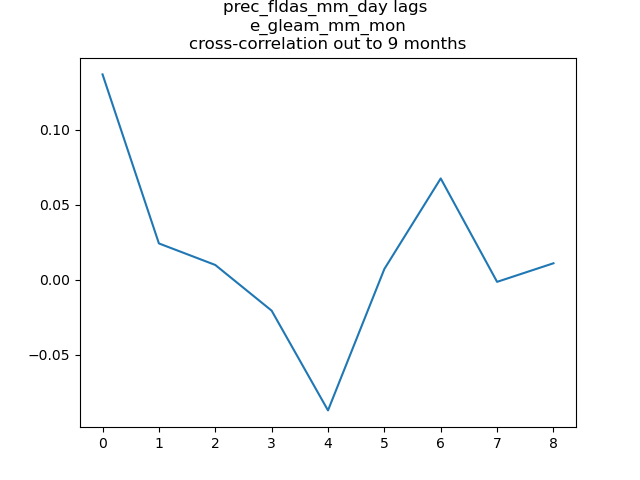 prec_fldas_mm_day lags
e_gleam_mm_mon
cross-correlation out to 9 months
0.10
0.05
0.00
−0.05
0 1 2 3 4 5 6 7 8